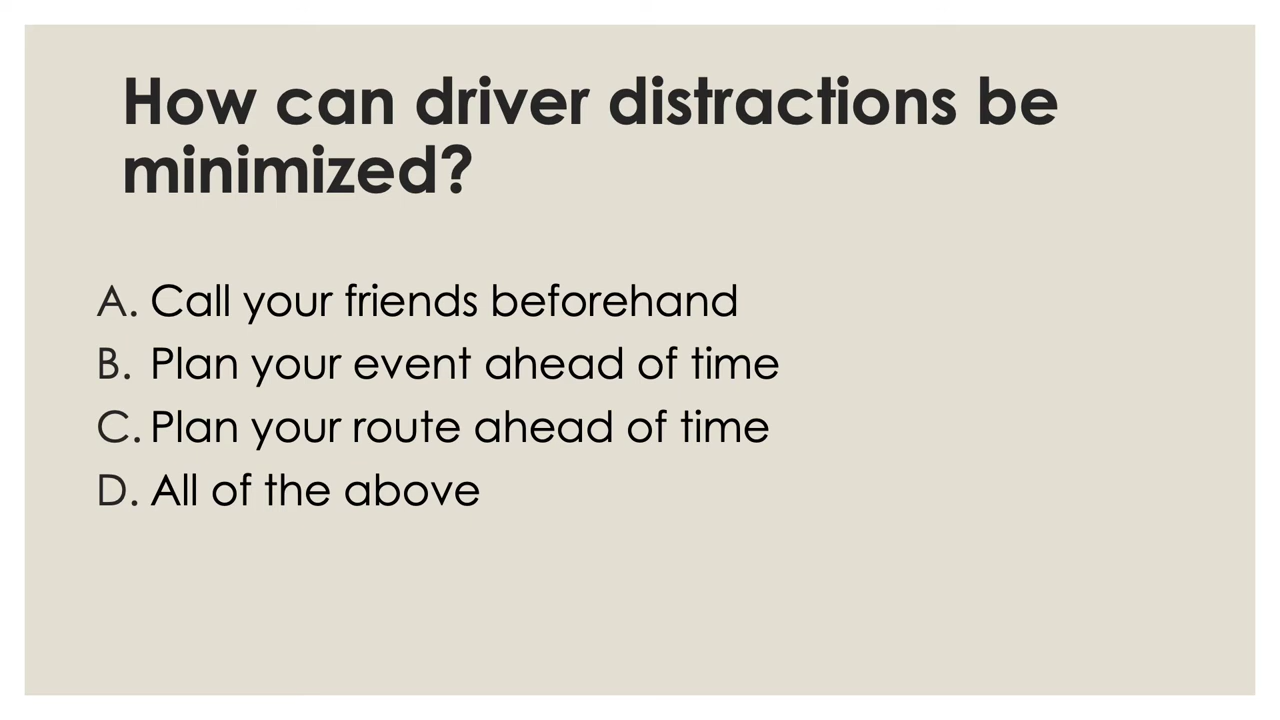 How can driver distractions be
minimized?
A. Call your friends beforehand
B. Plan your event ahead of time
C. Plan your route ahead of time
D. All of the above